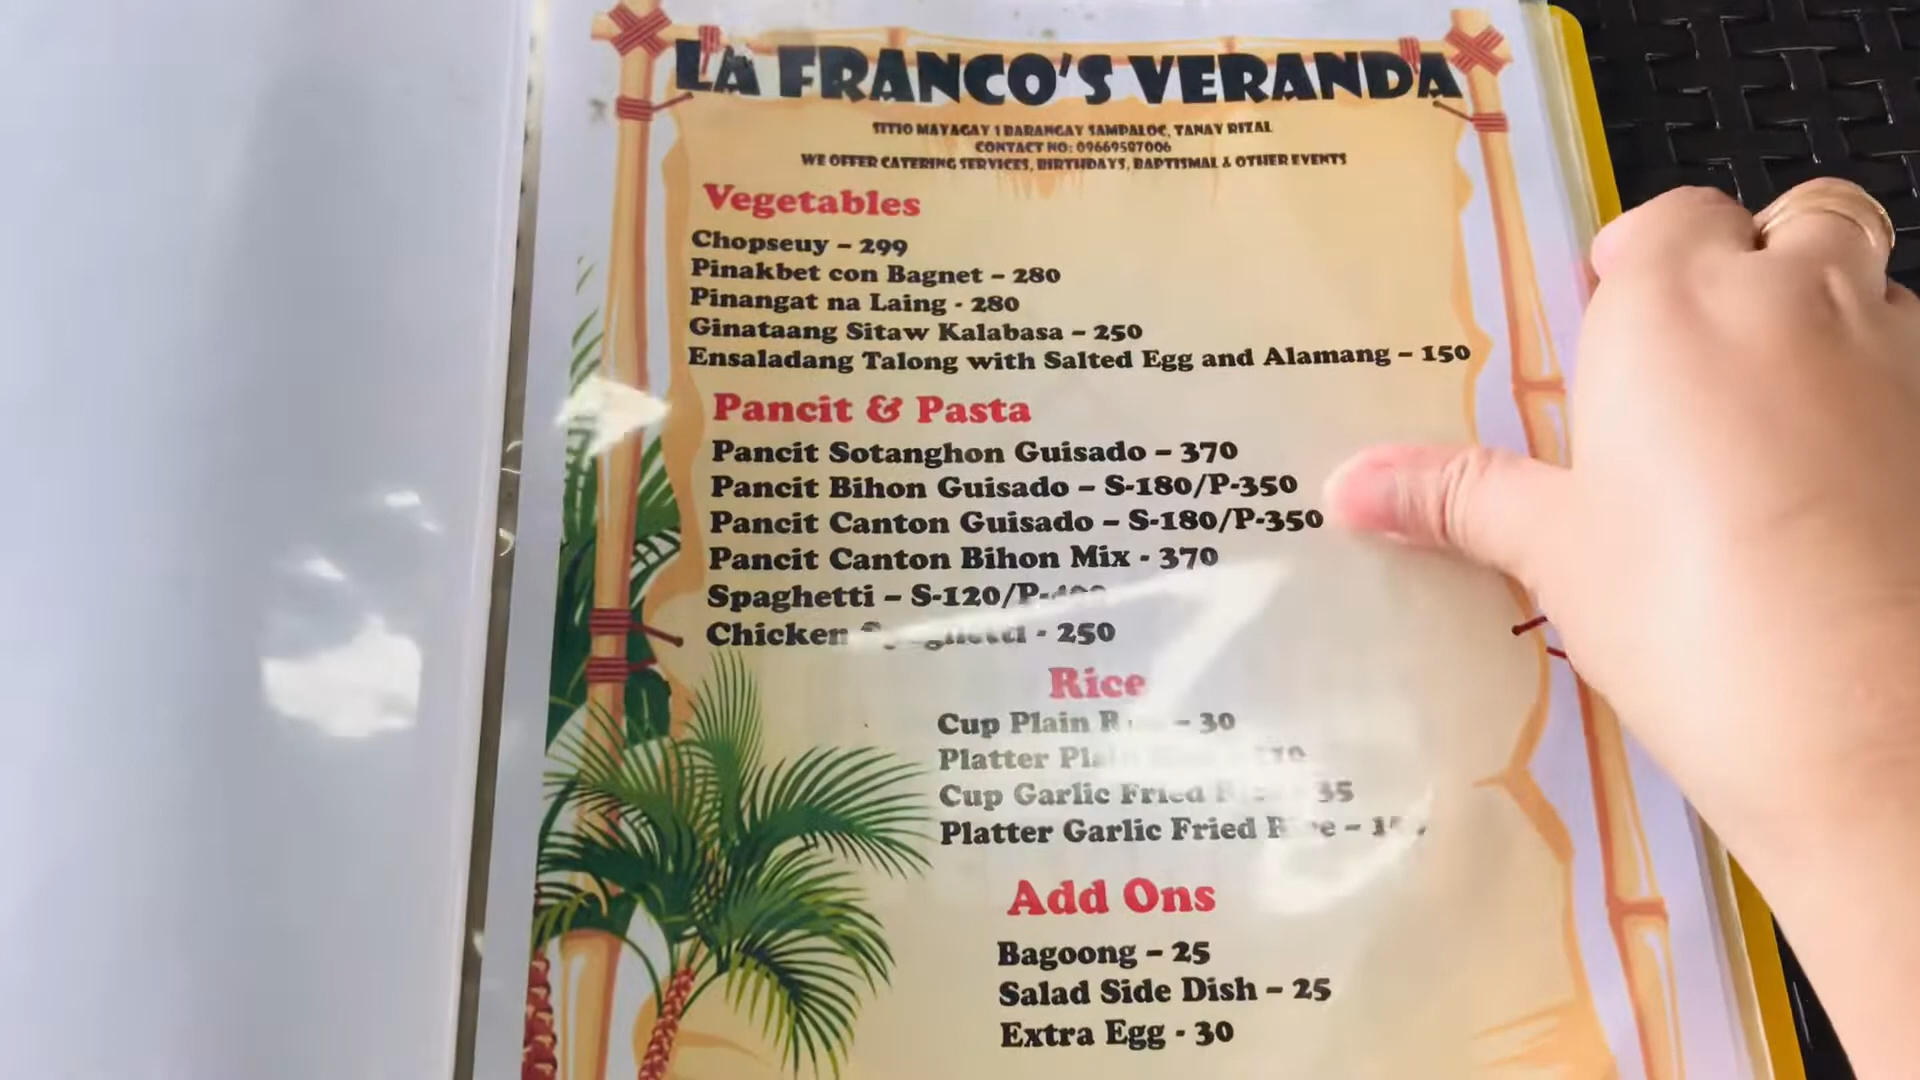 LA FRANCO'S VERANDA
SITIO MAYAGAY 1 BARANGAY SAMPALOC, TANAY RIZAL
CONTACT NO: 09669587006
WE OFFER CATERING SERVICES, BIRTHDAYS, BAPTISMAL & OTHER EVENTS
Vegetables
Chopseuy – 299
Pinakbet con Bagnet – 280
Pinangat na Laing - 280
Ginataang Sitaw Kalabasa – 250
Ensaladang Talong with Salted Egg and Alamang – 150
Pancit & Pasta
Pancit Sotanghon Guisado – 370
Pancit Bihon Guisado – S-180/P-350
Pancit Canton Guisado – S-180/P-350
Pancit Canton Bihon Mix - 370
Spaghetti – S-120/P-
Chicken Spaghetti - 250
Rice
Cup Plain – 30
Platter
Cup Garlic Fried 35
Platter Garlic Fried Rice –
Add Ons
Bagoong – 25
Salad Side Dish – 25
Extra Egg - 30